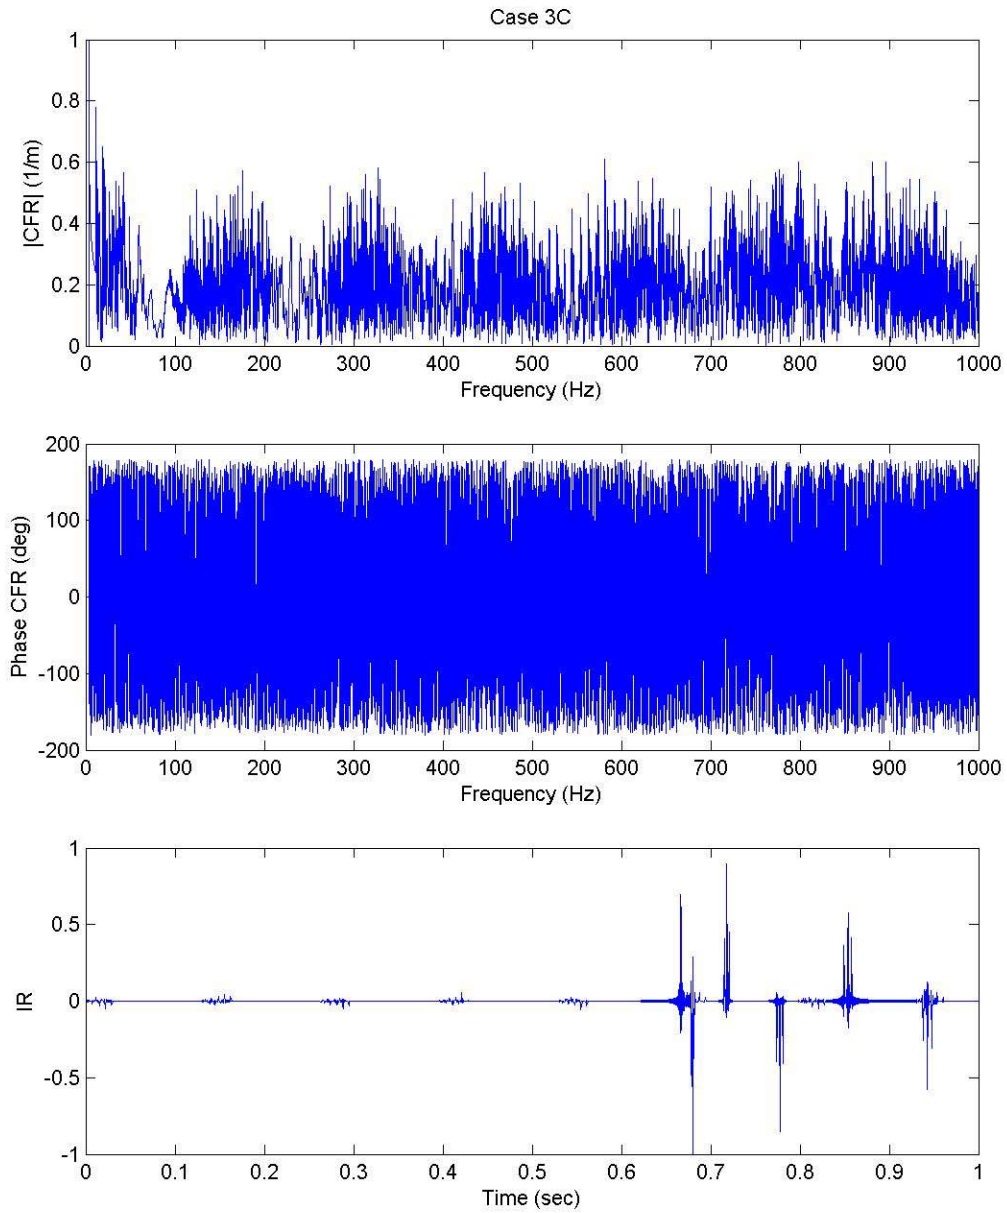 Case 3C
1
0.8
0.6
0.4
0.2
0
|CFR| (1/m)
0 100 200 300 400 500 600 700 800 900 1000
Frequency (Hz)
200
100
0
-100
-200
Phase CFR (deg)
0 100 200 300 400 500 600 700 800 900 1000
Frequency (Hz)
1
0.5
0
-0.5
-1
IR
0 0.1 0.2 0.3 0.4 0.5 0.6 0.7 0.8 0.9 1
Time (sec)